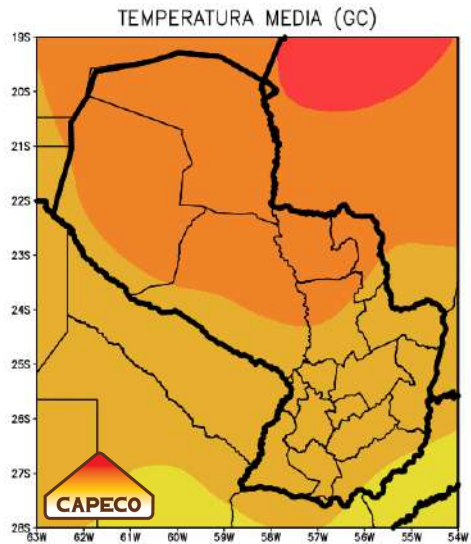 TEMPERATURA MEDIA (GC)
19S
20S
21S
22S
23S
24S
25S
26S
27S
28S
CAPECO
63W 62W 61W 60W 59W 58W 57W 56W 55W 54W